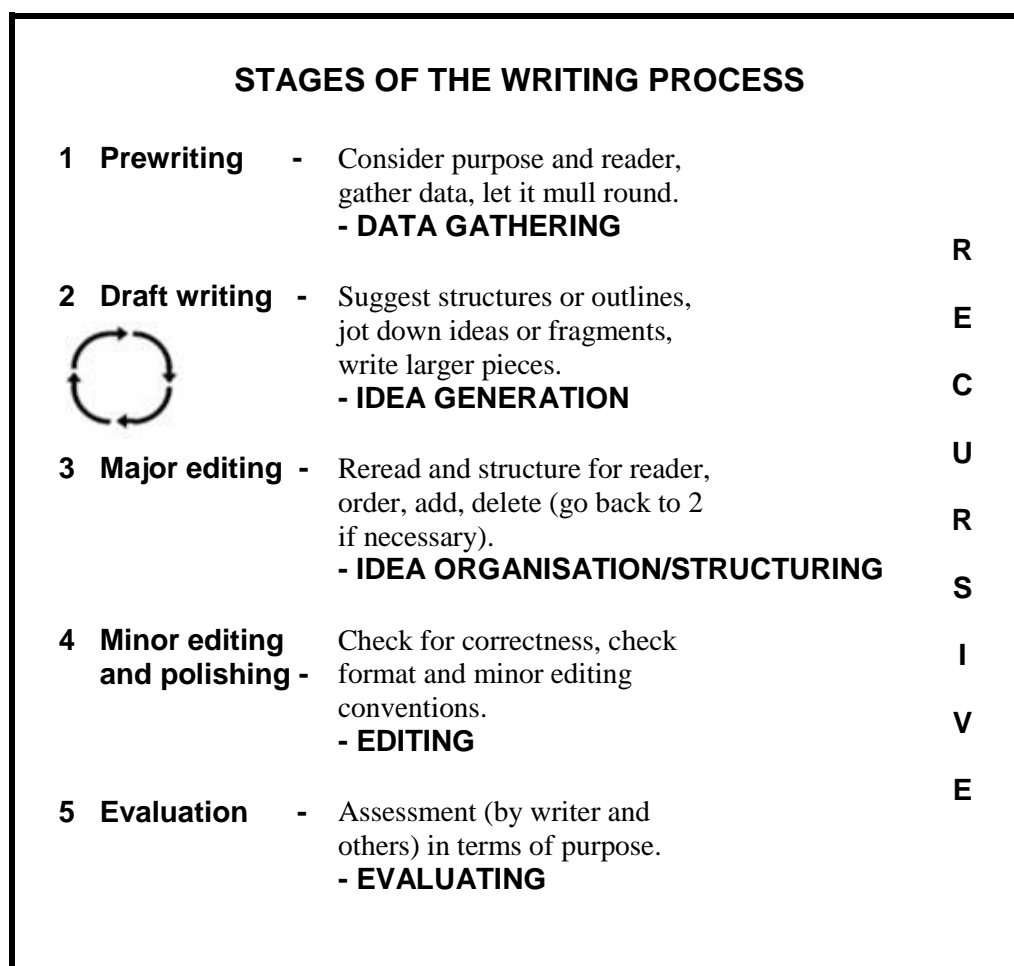 STAGES OF THE WRITING PROCESS
1 Prewriting - Consider purpose and reader,
gather data, let it mull round.
- DATA GATHERING
2 Draft writing - Suggest structures or outlines,
jot down ideas or fragments,
write larger pieces.
- IDEA GENERATION
3 Major editing - Reread and structure for reader,
order, add, delete (go back to 2
if necessary).
- IDEA ORGANISATION/STRUCTURING
4 Minor editing Check for correctness, check
and polishing - format and minor editing
conventions.
- EDITING
5 Evaluation - Assessment (by writer and
others) in terms of purpose.
- EVALUATING
R
E
C
U
R
S
I
V
E